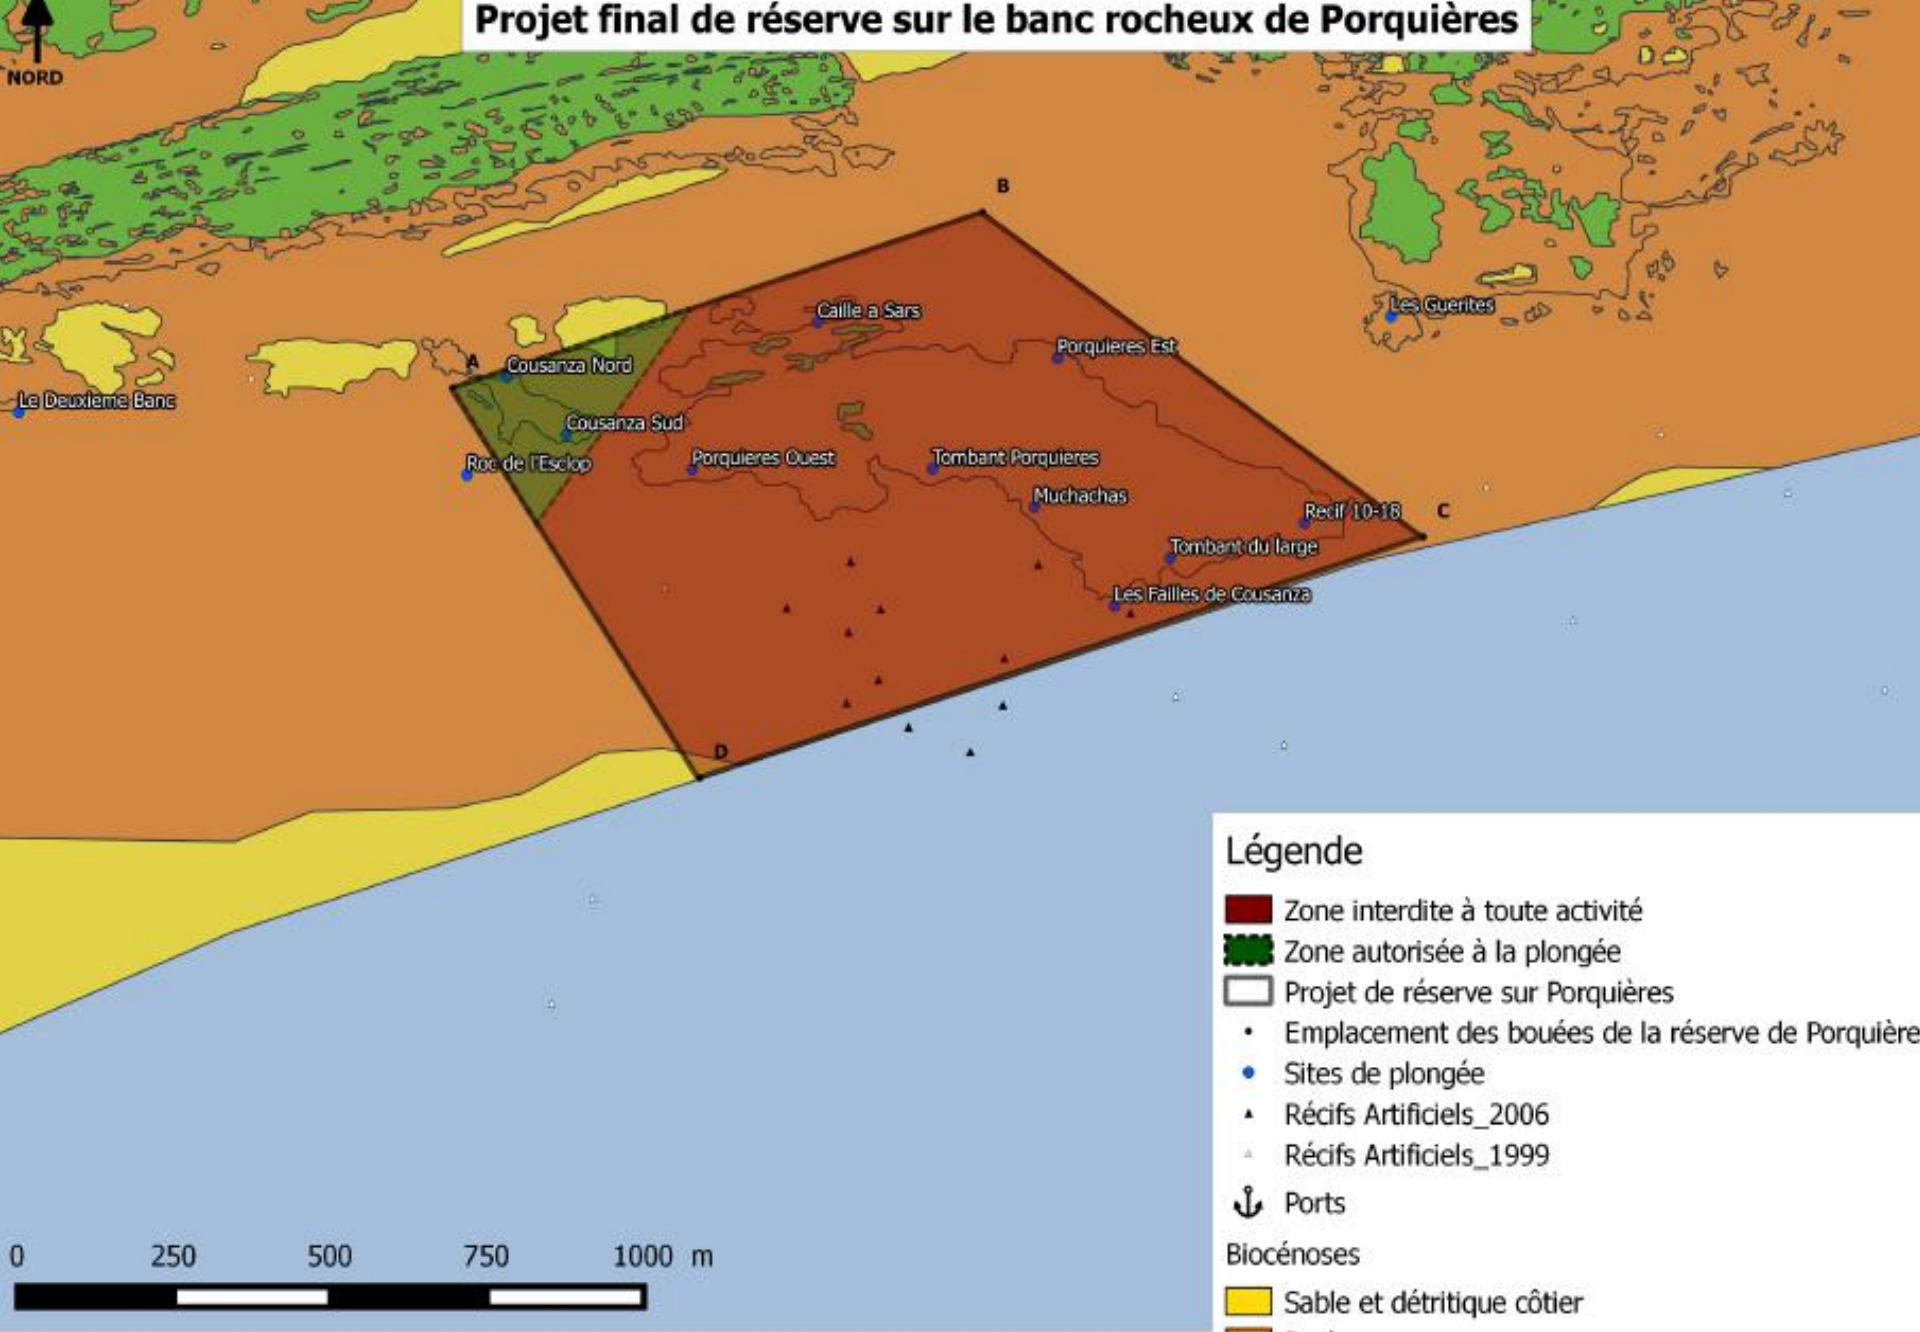 Projet final de réserve sur le banc rocheux de Porquières
NORD
B
Caille a Sars
Les Guerites
Porquieres Est
A
Cousanza Nord
Le Deuxième Banc
Cousanza Sud
Roc de l'Esclop
Porquieres Ouest
Tombant Porquieres
Muchachas
Recif 10-18
C
Tombant du large
Les Failles de Cousanza
D
Légende
Zone interdite à toute activité
Zone autorisée à la plongée
Projet de réserve sur Porquières
Emplacement des bouées de la réserve de Porquière
Sites de plongée
Récifs Artificiels_2006
Récifs Artificiels_1999
Ports
Biocénoses
Sable et détritique côtier
0 250 500 750 1000 m